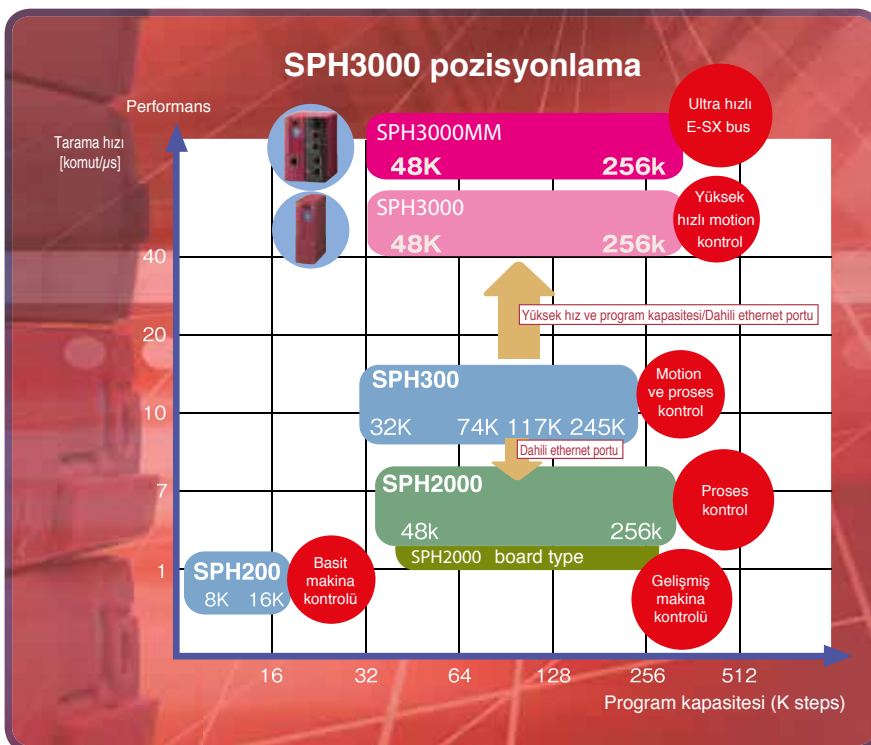 SPH3000 pozisyonlama
Performans
Tarama hızı
[komut/µs]
Ultra hızlı
E-SX bus
SPH3000MM
48K 256k
Yüksek
hızlı motion
kontrol
SPH3000
48K 256k
40
Yüksek hız ve program kapasitesi/Dahili ethernet portu
20
SPH300
32K 74K 117K 245K
Motion
ve proses
kontrol
10
Dahili ethernet portu
SPH2000
48k 256k
Proses
kontrol
7
SPH2000 board type
SPH200
8K 16K
Basit
makina
kontrolü
Gelişmiş
makina
kontrolü
1
16 32 64 128 256 512
Program kapasitesi (K steps)